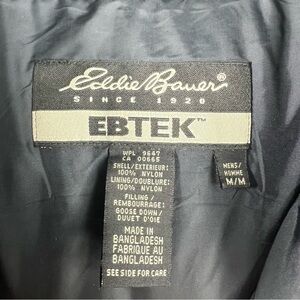 Eddie Bauer®
SINCE 1920
EBTEK™
WPL 9647
CA 00565
SHELL/EXTERIEUR:
100% NYLON
LINING/DOUBLURE:
100% NYLON
FILLING/
REMBOURRAGE:
GOOSE DOWN/
DUVET D'OIE
MADE IN
BANGLADESH
FABRIQUE AU
BANGLADESH
SEE SIDE FOR CARE
MENS/
HOMME
M/M